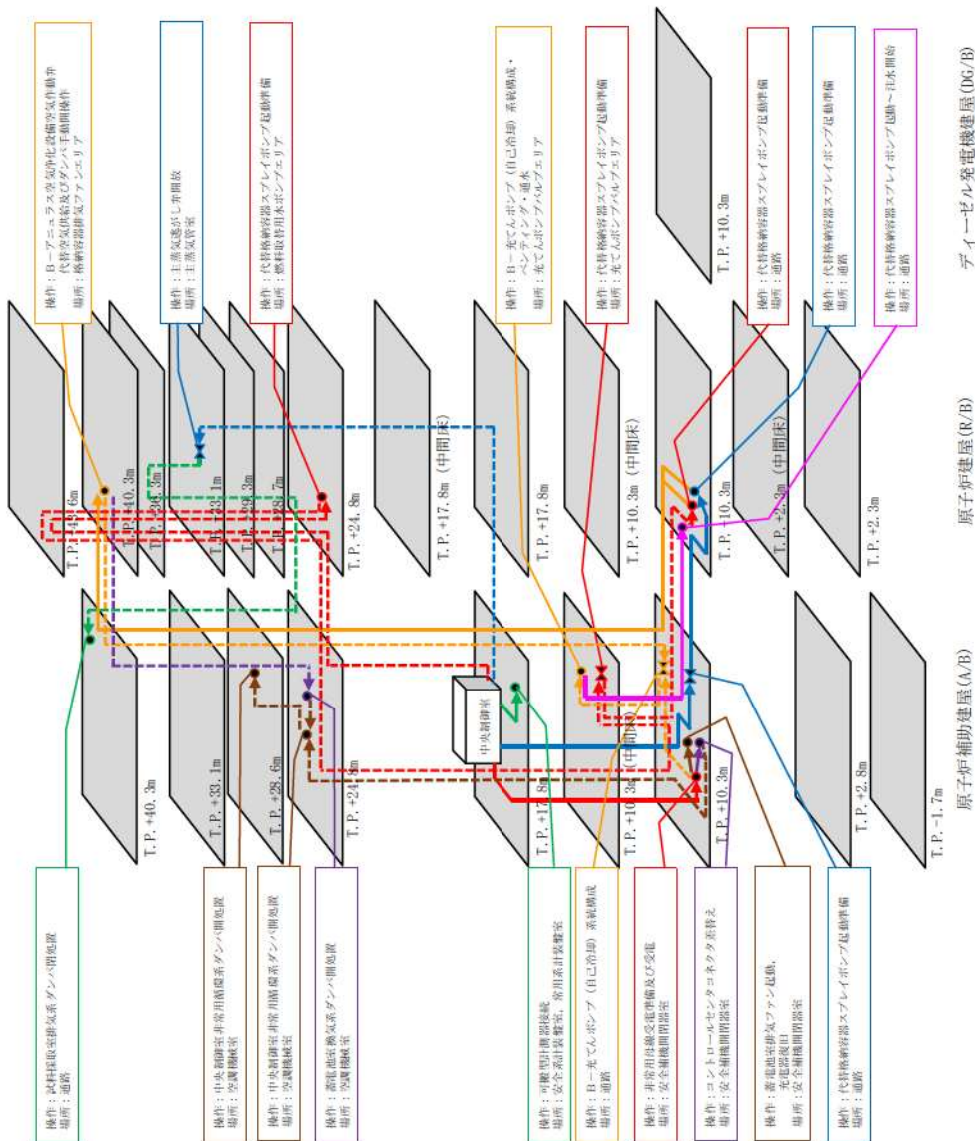 操作：試料採取室排気系ダンパ閉処置
場所：通路
操作：中央制御室非常用循環系ダンパ開処置
場所：空調機械室
操作：中央制御室非常用循環系ダンパ開処置
場所：空調機械室
操作：蓄電池室換気系ダンパ開処置
場所：空調機械室
操作：可搬型計測器接続
場所：安全系計装盤室，常用系計装盤室
操作：B－充てんポンプ（自己冷却）系統構成
場所：通路
操作：非常用母線受電準備及び受電
場所：安全補機開閉器室
操作：コントロールセンタコネクタ差替え
場所：安全補機開閉器室
操作：蓄電池室排気ファン起動，
充電器復旧
場所：安全補機開閉器室
操作：代替格納容器スプレイポンプ起動準備
場所：通路
T.P. +40.3m
T.P. +33.1m
T.P. +28.6m
T.P. +24.8m
中央制御室
T.P. +17.8m
T.P. +10.3m (中間床)
T.P. +10.3m
T.P. +2.8m
T.P. -1.7m
原子炉補助建屋(A/B)
T.P. +43.6m
T.P. +40.3m
T.P. +36.3m
T.P. +33.1m
T.P. +24.8m
T.P. +17.8m (中間床)
T.P. +17.8m
T.P. +10.3m (中間床)
T.P. +10.3m
T.P. +2.3m (中間床)
T.P. +2.3m
原子炉建屋(R/B)
操作：B－アニュラス空気浄化設備空気作動弁
代替空気供給及びダンパ手動開操作
場所：格納容器排気ファンエリア
操作：主蒸気逃がし弁開放
場所：主蒸気管室
操作：代替格納容器スプレイポンプ起動準備
場所：燃料取替用水ポンプエリア
操作：B－充てんポンプ（自己冷却）系統構成・
ベンティング・通水
場所：充てんポンプバルブエリア
操作：代替格納容器スプレイポンプ起動準備
場所：充てんポンプバルブエリア
T.P. +10.3m
操作：代替格納容器スプレイポンプ起動準備
場所：通路
操作：代替格納容器スプレイポンプ起動準備
場所：通路
操作：代替格納容器スプレイポンプ起動～注水開始
場所：通路
ディーゼル発電機建屋(DG/B)